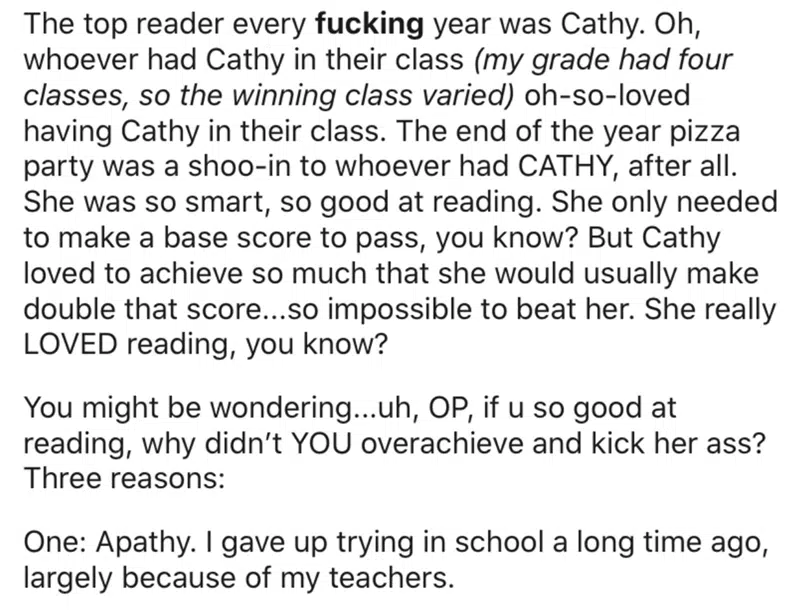 The top reader every fucking year was Cathy. Oh,
whoever had Cathy in their class (my grade had four
classes, so the winning class varied) oh-so-loved
having Cathy in their class. The end of the year pizza
party was a shoo-in to whoever had CATHY, after all.
She was so smart, so good at reading. She only needed
to make a base score to pass, you know? But Cathy
loved to achieve so much that she would usually make
double that score...so impossible to beat her. She really
LOVED reading, you know?
You might be wondering...uh, OP, if u so good at
reading, why didn’t YOU overachieve and kick her ass?
Three reasons:
One: Apathy. I gave up trying in school a long time ago,
largely because of my teachers.